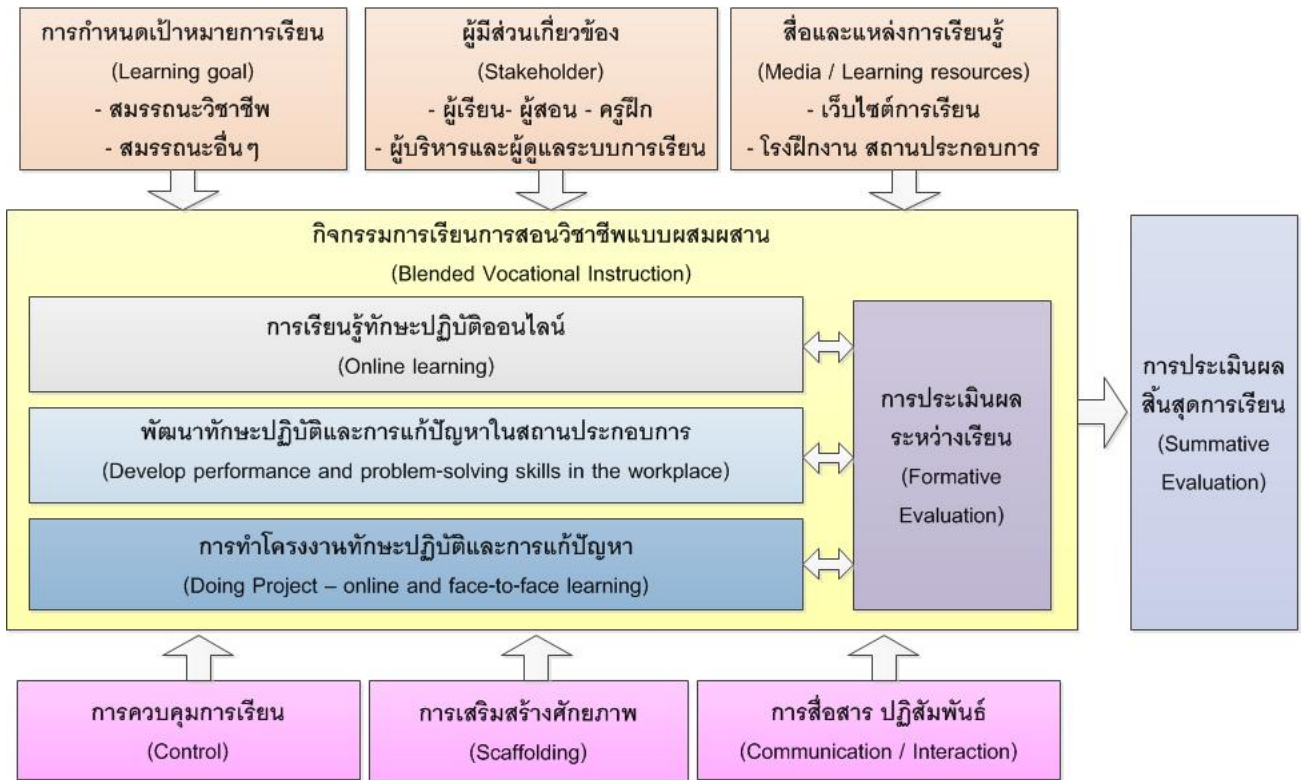 การกำหนดเป้าหมายการเรียน
(Learning goal)
- สมรรถนะวิชาชีพ
- สมรรถนะอื่นๆ
ผู้มีส่วนเกี่ยวข้อง
(Stakeholder)
- ผู้เรียน- ผู้สอน - ครูฝึก
- ผู้บริหารและผู้ดูแลระบบการเรียน
สื่อและแหล่งการเรียนรู้
(Media / Learning resources)
- เว็บไซต์การเรียน
- โรงฝึกงาน สถานประกอบการ
กิจกรรมการเรียนการสอนวิชาชีพแบบผสมผสาน
(Blended Vocational Instruction)
การเรียนรู้ทักษะปฏิบัติออนไลน์
(Online learning)
พัฒนาทักษะปฏิบัติและการแก้ปัญหาในสถานประกอบการ
(Develop performance and problem-solving skills in the workplace)
การทำโครงงานทักษะปฏิบัติและการแก้ปัญหา
(Doing Project – online and face-to-face learning)
การประเมินผล
ระหว่างเรียน
(Formative
Evaluation)
การประเมินผล
สิ้นสุดการเรียน
(Summative
Evaluation)
การควบคุมการเรียน
(Control)
การเสริมสร้างศักยภาพ
(Scaffolding)
การสื่อสาร ปฏิสัมพันธ์
(Communication / Interaction)